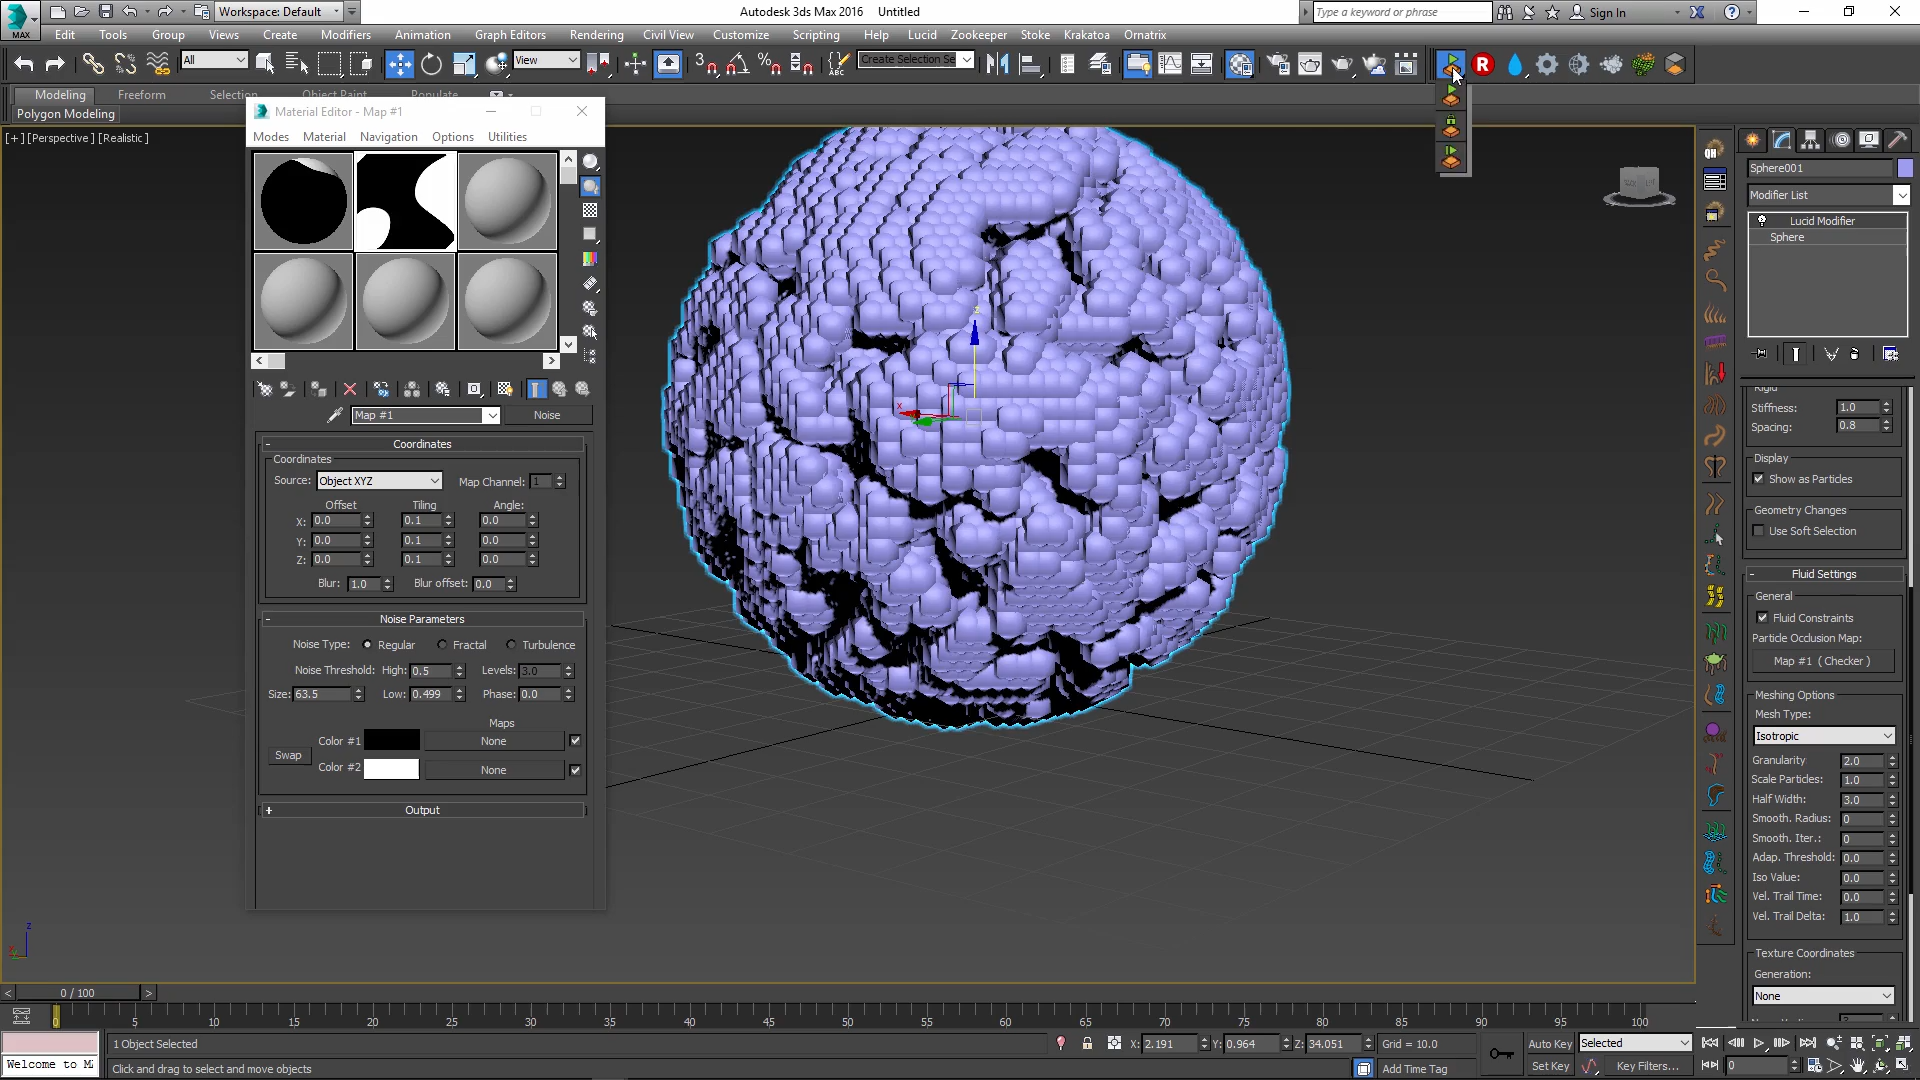 MAX
Workspace: Default
Autodesk 3ds Max 2016 Untitled
Type a keyword or phrase
Sign In
Edit Tools Group Views Create Modifiers Animation Graph Editors Rendering Civil View Customize Scripting Help Lucid Zookeeper Stoke Krakatoa Ornatrix
All
View
Create Selection Se
Modeling Freeform Selection Object Paint Populate
Polygon Modeling
[+] [Perspective] [Realistic]
Material Editor - Map #1
Modes Material Navigation Options Utilities
Map #1 Noise
Coordinates
Coordinates
Source: Object XYZ Map Channel: 1
Offset Tiling Angle:
X: 0.0 0.1 0.0
Y: 0.0 0.1 0.0
Z: 0.0 0.1 0.0
Blur: 1.0 Blur offset: 0.0
Noise Parameters
Noise Type: Regular Fractal Turbulence
Noise Threshold: High: 0.5 Levels: 3.0
Size: 63.5 Low: 0.499 Phase: 0.0
Maps
Color #1 None
Swap
Color #2 None
+ Output
Sphere001
Modifier List
Lucid Modifier
Sphere
Rigid
Stiffness: 1.0
Spacing: 0.8
Display
Show as Particles
Geometry Changes
Use Soft Selection
Fluid Settings
General
Fluid Constraints
Particle Occlusion Map:
Map #1 ( Checker )
Meshing Options
Mesh Type:
Isotropic
Granularity 2.0
Scale Particles: 1.0
Half Width: 3.0
Smooth. Radius: 0
Smooth. Iter.: 0
Adap. Threshold: 0.0
Iso Value: 0.0
Vel. Trail Time: 0.0
Vel. Trail Delta: 1.0
Texture Coordinates
Generation:
None
0 / 100
0 5 10 15 20 25 30 35 40 45 50 55 60 65 70 75 80 85 90 95 100
1 Object Selected
X: 2.191 Y: 0.964 Z: 34.051 Grid = 10.0
Auto Key Selected
Welcome to M
Click and drag to select and move objects
Add Time Tag
Set Key Key Filters... 0